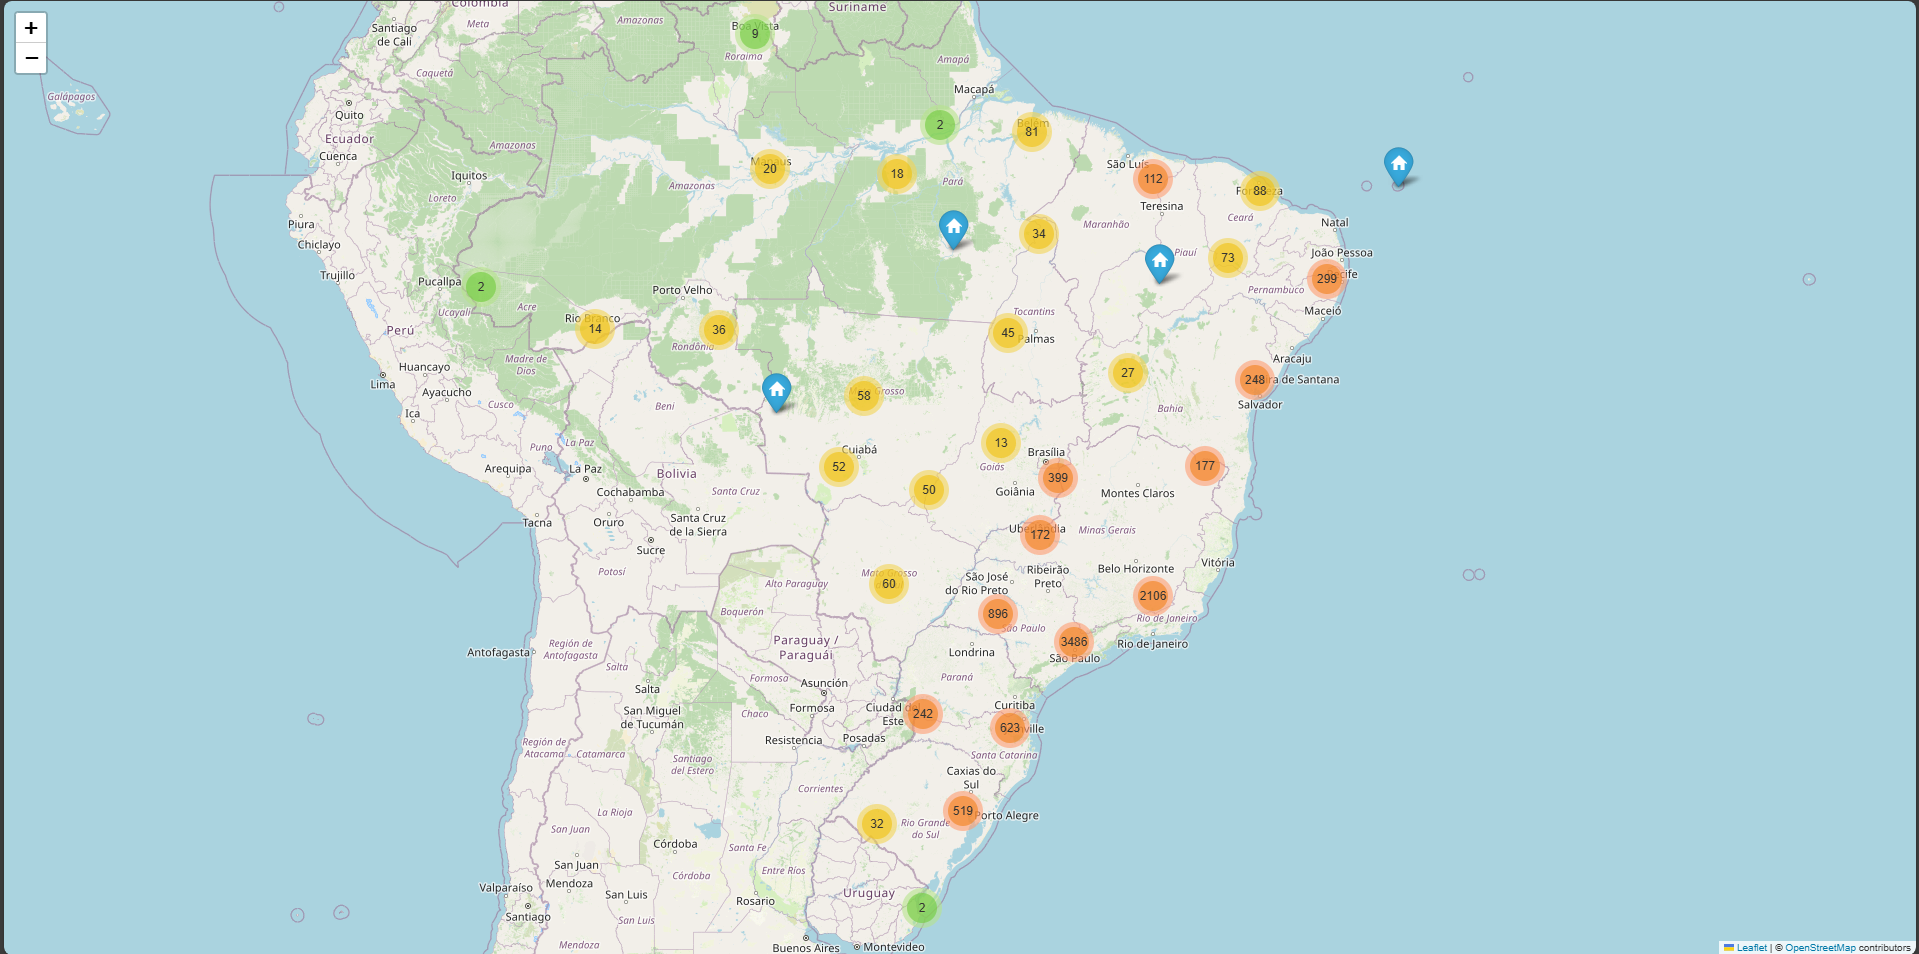 +
−
Colombia
Suriname
Santiago
de Cali
Meta
Amazonas
Boa Vista
9
Roraima
Amapá
Caquetá
Galápagos
Macapá
Quito
2
Belém
81
Ecuador
Amazonas
Cuenca
Manaus
20
18
São Luís
112
Iquitos
Amazonas
Pará
Fortaleza
88
Loreto
Teresina
Ceará
Piura
Natal
Chiclayo
34
Maranhão
Piauí
73
João Pessoa
Trujillo
Recife
299
Pucallpa
2
Porto Velho
Pernambuco
Acre
Ucayali
Tocantins
Maceió
Rio Branco
14
36
Perú
45
Palmas
Rondônia
Madre de
Dios
Aracaju
Huancayo
27
248
Feira de Santana
Lima
Ayacucho
58
Mato Grosso
Cusco
Beni
Bahia
Salvador
Ica
La Paz
Puno
13
Cuiabá
Brasília
52
Goiás
177
Arequipa
La Paz
Bolivia
399
Cochabamba
Santa Cruz
50
Goiânia
Montes Claros
Tacna
Oruro
Santa Cruz
de la Sierra
Uberlândia
172
Minas Gerais
Sucre
Potosí
Vitória
Belo Horizonte
Ribeirão
Preto
São José
do Rio Preto
Mato Grosso
60
Alto Paraguay
2106
Boquerón
896
Rio de Janeiro
São Paulo
Paraguay /
Paraguái
3486
Rio de Janeiro
Región de
Antofagasta
Antofagasta
Londrina
São Paulo
Salta
Formosa
Paraná
Salta
Asunción
Ciudad del
Este
242
Curitiba
San Miguel
de Tucumán
Chaco
Formosa
623
Joinville
Posadas
Resistencia
Región de
Atacama
Catamarca
Santiago
del Estero
Santa Catarina
Caxias do
Sul
Corrientes
La Rioja
519
Porto Alegre
32
Rio Grande
do Sul
San Juan
Córdoba
Santa Fe
San Juan
Entre Ríos
Valparaíso
Mendoza
Córdoba
San Luis
Uruguay
Rosario
2
Santiago
San Luis
Mendoza
Buenos Aires
Montevideo
Leaflet | © OpenStreetMap contributors